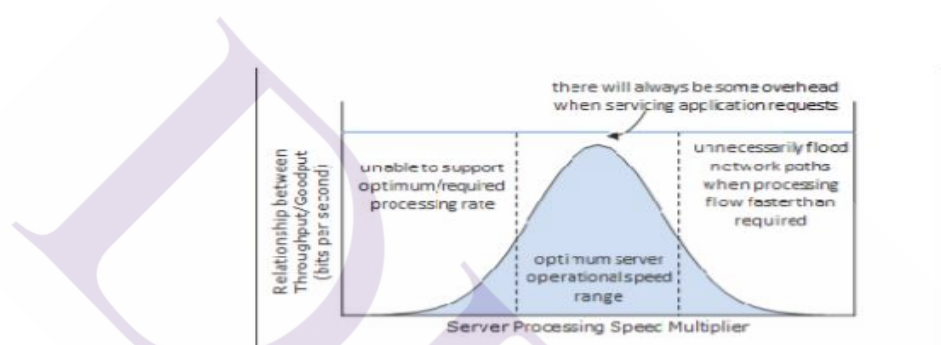 there will always be some overhead
when servicing application requests
unable to support
optimum/required
processing rate
unnecessarily flood
network paths
when processing
flow faster than
required
Relationship between
Throughput/Goodput
(bits per second)
optimum server
operational speed
range
Server Processing Speed Multiplier